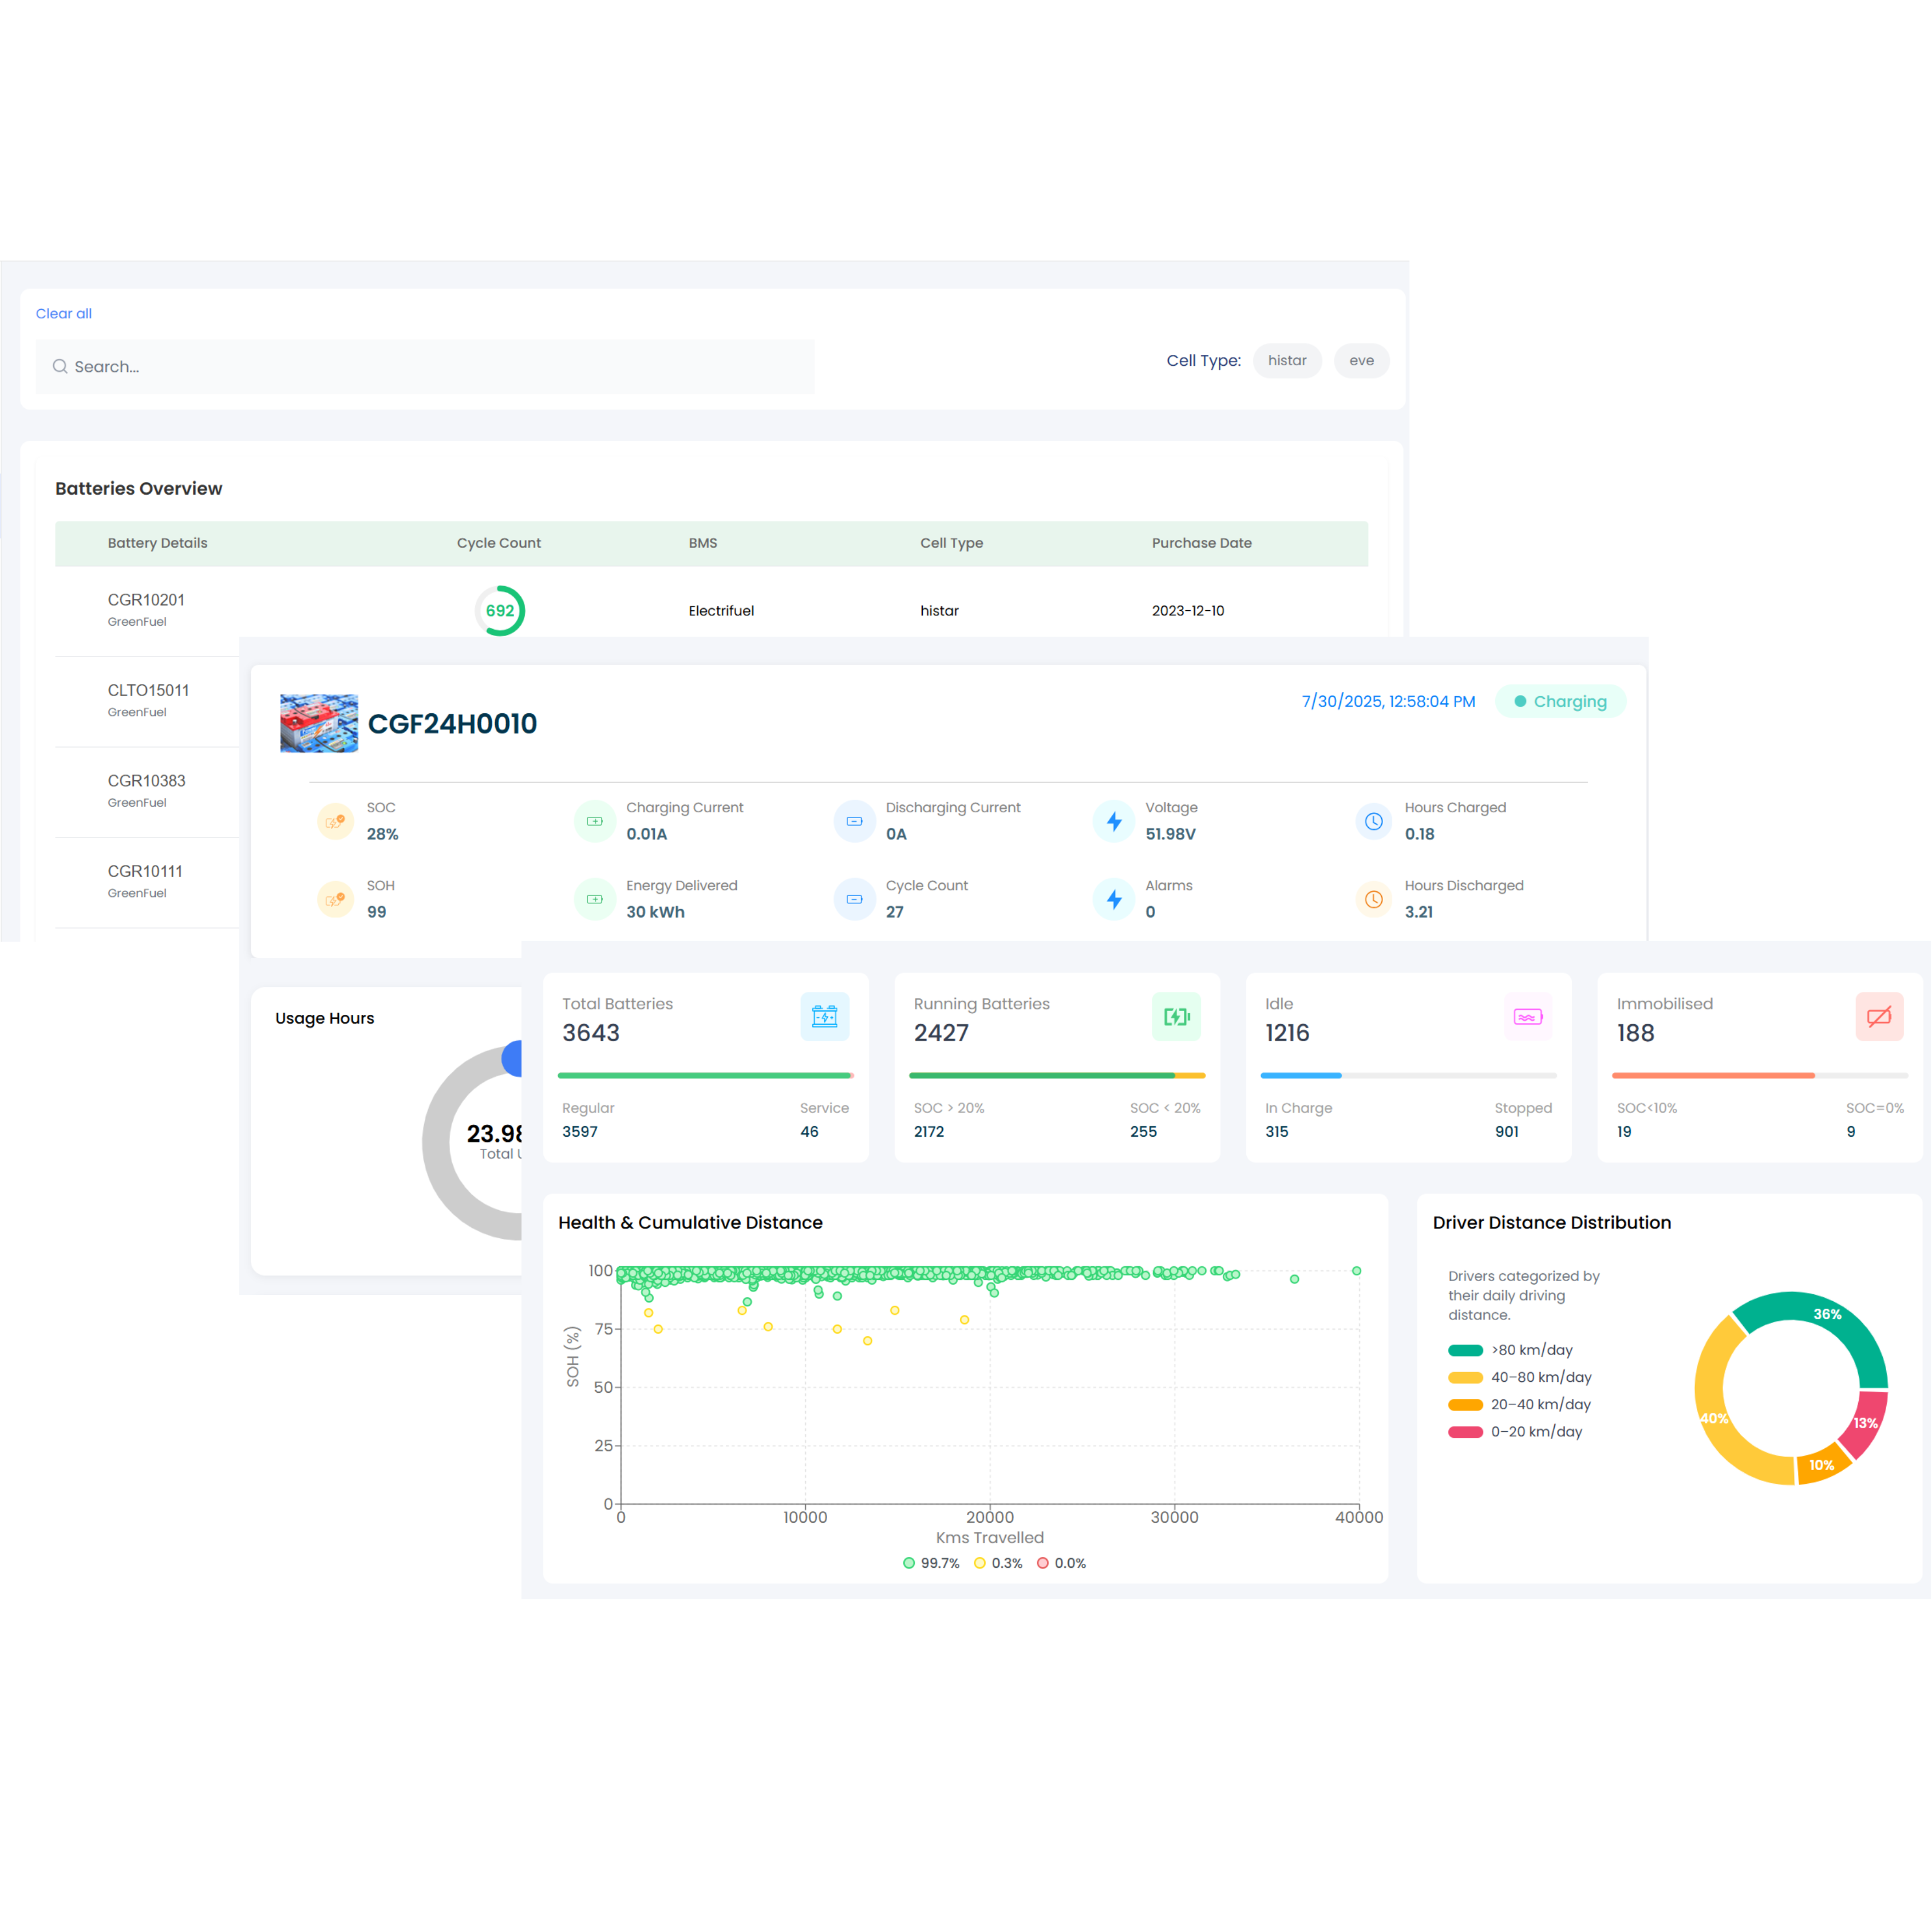 Clear all
Search...
Cell Type: histar eve
Batteries Overview
Battery Details Cycle Count BMS Cell Type Purchase Date
CGR10201
GreenFuel
692 Electrifuel histar 2023-12-10
CLTO15011
GreenFuel
CGR10383
GreenFuel
CGR10111
GreenFuel
CGF24H0010
7/30/2025, 12:58:04 PM Charging
SOC Charging Current Discharging Current Voltage Hours Charged
28% 0.01A 0A 51.98V 0.18
SOH Energy Delivered Cycle Count Alarms Hours Discharged
99 30 kWh 27 0 3.21
Usage Hours
23.98
Total
Total Batteries Running Batteries Idle Immobilised
3643 2427 1216 188
Regular Service SOC > 20% SOC < 20% In Charge Stopped SOC<10% SOC=0%
3597 46 2172 255 315 901 19 9
Health & Cumulative Distance
100
75
50
25
0
SOH (%)
0 10000 20000 30000 40000
Kms Travelled
99.7% 0.3% 0.0%
Driver Distance Distribution
Drivers categorized by
their daily driving
distance.
>80 km/day
40-80 km/day
20-40 km/day
0-20 km/day
36%
40%
13%
10%